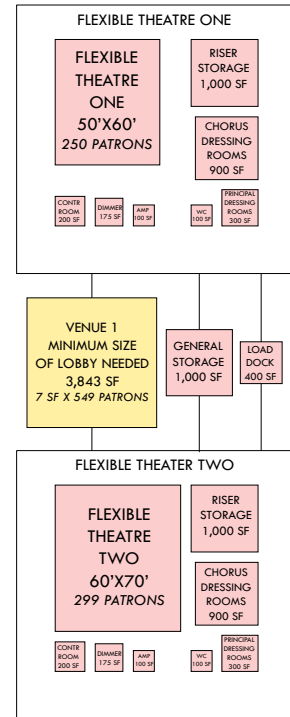 FLEXIBLE THEATRE ONE
FLEXIBLE
THEATRE
ONE
50'X60'
250 PATRONS
RISER
STORAGE
1,000 SF
CHORUS
DRESSING
ROOMS
900 SF
CONTR
ROOM
200 SF
DIMMER
175 SF
AMP
100 SF
WC
100 SF
PRINCIPAL
DRESSING
ROOMS
300 SF
VENUE 1
MINIMUM SIZE
OF LOBBY NEEDED
3,843 SF
7 SF X 549 PATRONS
GENERAL
STORAGE
1,000 SF
LOAD
DOCK
400 SF
FLEXIBLE THEATER TWO
FLEXIBLE
THEATRE
TWO
60'X70'
299 PATRONS
RISER
STORAGE
1,000 SF
CHORUS
DRESSING
ROOMS
900 SF
CONTR
ROOM
200 SF
DIMMER
175 SF
AMP
100 SF
WC
100 SF
PRINCIPAL
DRESSING
ROOMS
300 SF